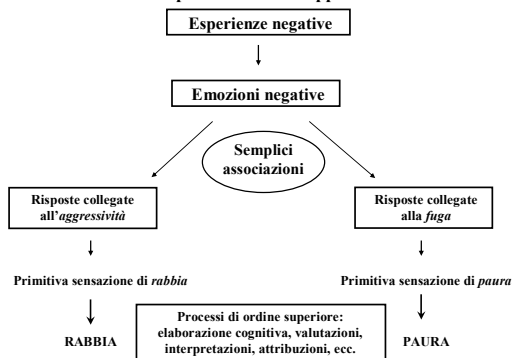 Esperienze negative
Emozioni negative
Semplici
associazioni
Risposte collegate
all'aggressività
Risposte collegate
alla fuga
Primitiva sensazione di rabbia
Primitiva sensazione di paura
Processi di ordine superiore:
elaborazione cognitiva, valutazioni,
interpretazioni, attribuzioni, ecc.
RABBIA
PAURA